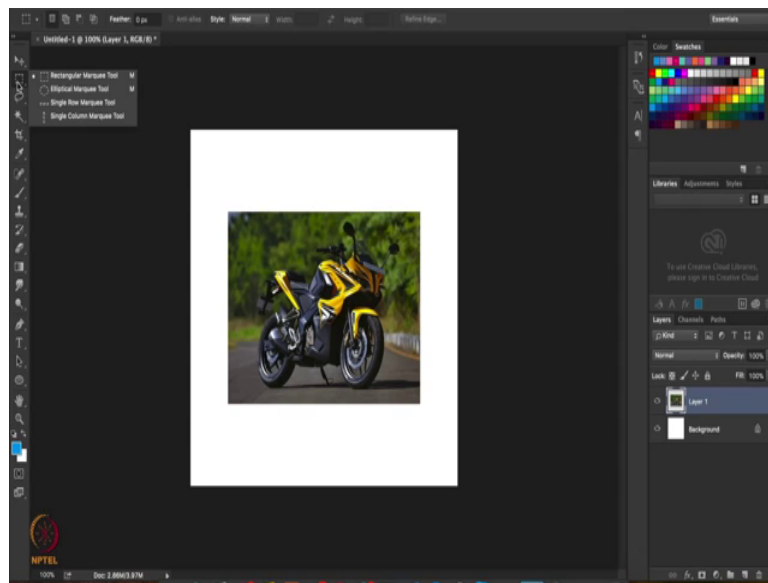 Feather: 0 px Anti-alias Style: Normal Width: Height: Refine Edge... Essentials
× Untitled-1 @ 100% (Layer 1, RGB/8) *
Color Swatches
Rectangular Marquee Tool M
Elliptical Marquee Tool M
Single Row Marquee Tool
Single Column Marquee Tool
Libraries Adjustments Styles
To use Creative Cloud Libraries,
please sign in to Creative Cloud
Layers Channels Paths
Kind
Normal Opacity: 100%
Lock: Fill: 100%
Layer 1
Background
NPTEL
100% Doc: 2.86M/3.97M